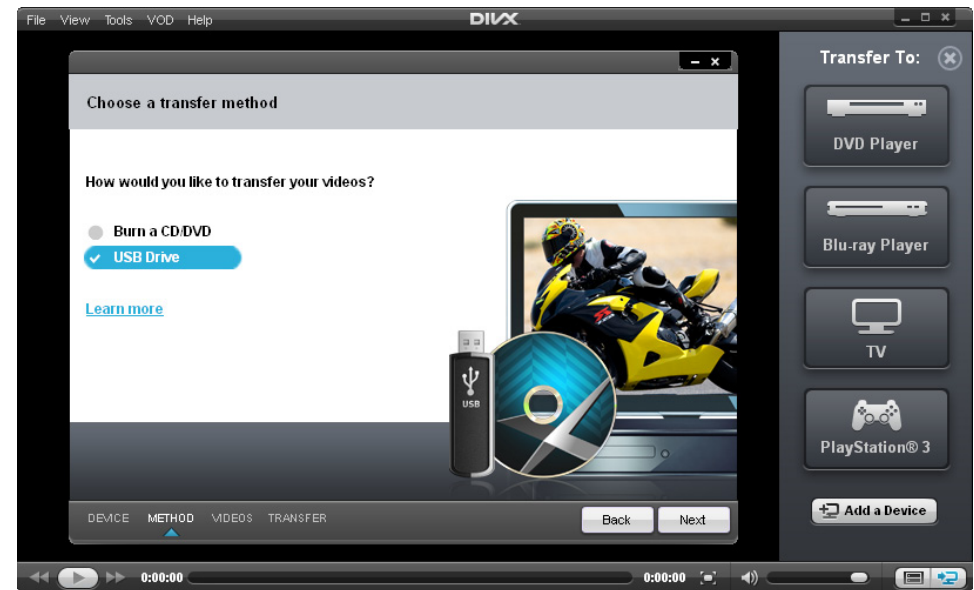 File View Tools VOD Help
DIVX
Transfer To:
Choose a transfer method
DVD Player
How would you like to transfer your videos?
Burn a CD/DVD
USB Drive
Blu-ray Player
Learn more
TV
USB
PlayStation® 3
DEVICE METHOD VIDEOS TRANSFER
Back Next
Add a Device
0:00:00 0:00:00